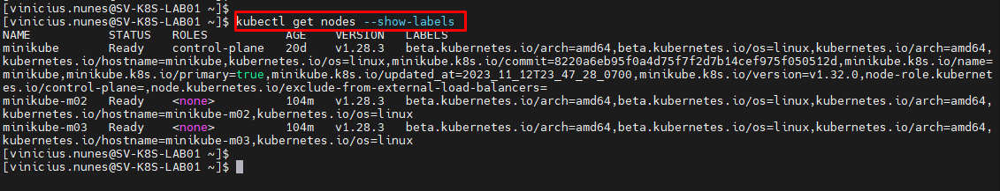 [vinicius.nunes@SV-K8S-LAB01 ~]$
[vinicius.nunes@SV-K8S-LAB01 ~]$ kubectl get nodes --show-labels
NAME           STATUS   ROLES           AGE    VERSION   LABELS
minikube       Ready    control-plane   20d    v1.28.3   beta.kubernetes.io/arch=amd64,beta.kubernetes.io/os=linux,kubernetes.io/arch=amd64,
kubernetes.io/hostname=minikube,kubernetes.io/os=linux,minikube.k8s.io/commit=8220a6eb95f0a4d75f7f2d7b14cef975f050512d,minikube.k8s.io/name=
minikube,minikube.k8s.io/primary=true,minikube.k8s.io/updated_at=2023_11_12T23_47_28_0700,minikube.k8s.io/version=v1.32.0,node-role.kubernet
es.io/control-plane=,node.kubernetes.io/exclude-from-external-load-balancers=
minikube-m02   Ready    <none>          104m   v1.28.3   beta.kubernetes.io/arch=amd64,beta.kubernetes.io/os=linux,kubernetes.io/arch=amd64,
kubernetes.io/hostname=minikube-m02,kubernetes.io/os=linux
minikube-m03   Ready    <none>          104m   v1.28.3   beta.kubernetes.io/arch=amd64,beta.kubernetes.io/os=linux,kubernetes.io/arch=amd64,
kubernetes.io/hostname=minikube-m03,kubernetes.io/os=linux
[vinicius.nunes@SV-K8S-LAB01 ~]$
[vinicius.nunes@SV-K8S-LAB01 ~]$